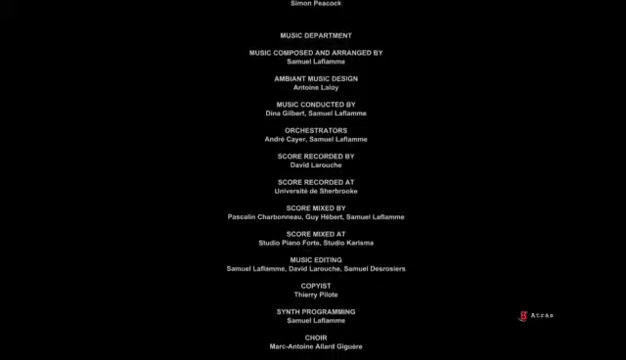 Simon Peacock
MUSIC DEPARTMENT
MUSIC COMPOSED AND ARRANGED BY
Samuel Laflamme
AMBIANT MUSIC DESIGN
Antoine Laloy
MUSIC CONDUCTED BY
Dina Gilbert, Samuel Laflamme
ORCHESTRATORS
André Cayer, Samuel Laflamme
SCORE RECORDED BY
David Larouche
SCORE RECORDED AT
Université de Sherbrooke
SCORE MIXED BY
Pascalin Charbonneau, Guy Hébert, Samuel Laflamme
SCORE MIXED AT
Studio Piano Forte, Studio Karisma
MUSIC EDITING
Samuel Laflamme, David Larouche, Samuel Desrosiers
COPYIST
Thierry Pilote
SYNTH PROGRAMMING
Samuel Laflamme
Atras
CHOIR
Marc-Antoine Allard Giguère